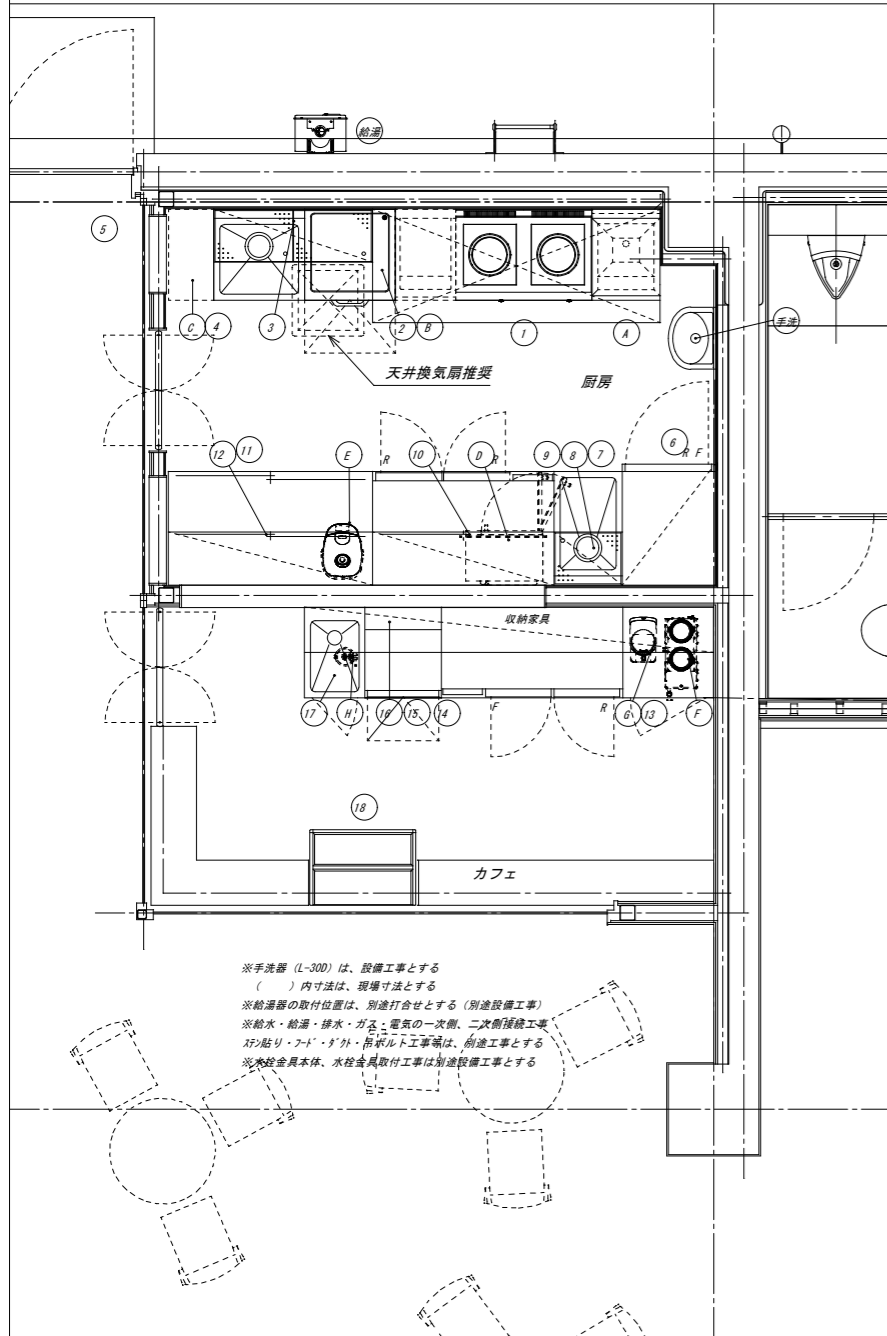 給湯
5
C 4 3 2 B 1 A
手洗
天井換気扇推奨
厨房
12 11 E R 10 D R 9 8 7 6 R F
収納家具
17 H 16 15 14 F R G 13 F
18
カフェ
※手洗器（L-30D）は、設備工事とする
（　　）内寸法は、現場寸法とする
※給湯器の取付位置は、別途打合せとする（別途設備工事）
※給水・給湯・排水・ガス・電気の一次側、二次側接続工事
ｽﾃﾝ貼り・ﾌｰﾄﾞ・ﾀﾞｸﾄ・吊ボルト工事等は、別途工事とする
※水栓金具本体、水栓金具取付工事は別途設備工事とする